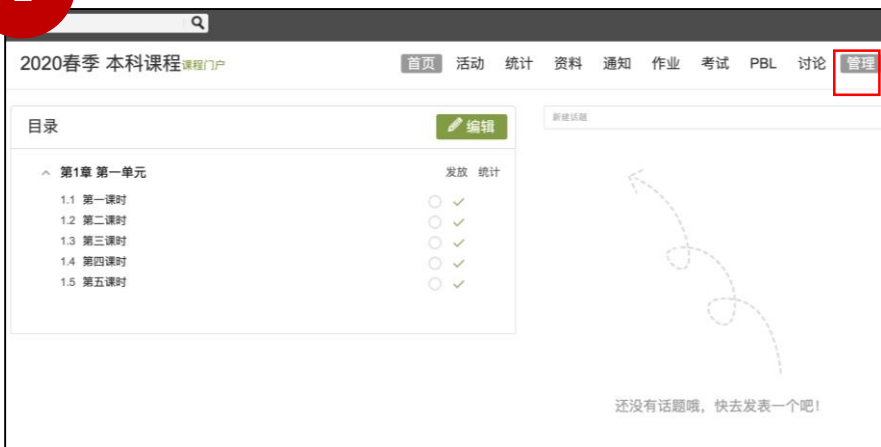 2020春季 本科课程 课程门户
首页 活动 统计 资料 通知 作业 考试 PBL 讨论 管理
目录
编辑
新建话题
第1章 第一单元
发放 统计
1.1 第一课时
1.2 第二课时
1.3 第三课时
1.4 第四课时
1.5 第五课时
还没有话题哦，快去发表一个吧！